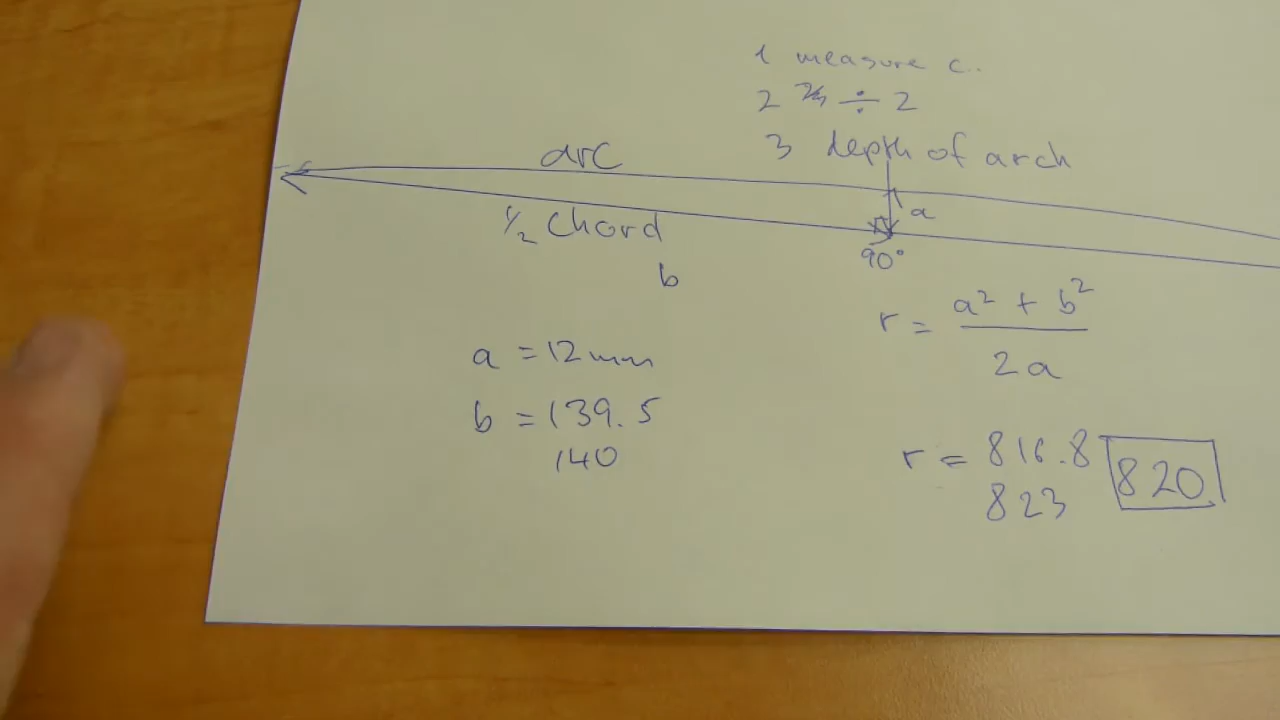 1 measure c.
2 ÷ 2
3 depth of arch
arc
a
½ Chord
90°
b
r = a² + b² / 2a
a = 12mm
b = 139.5
140
r = 816.8
823
820